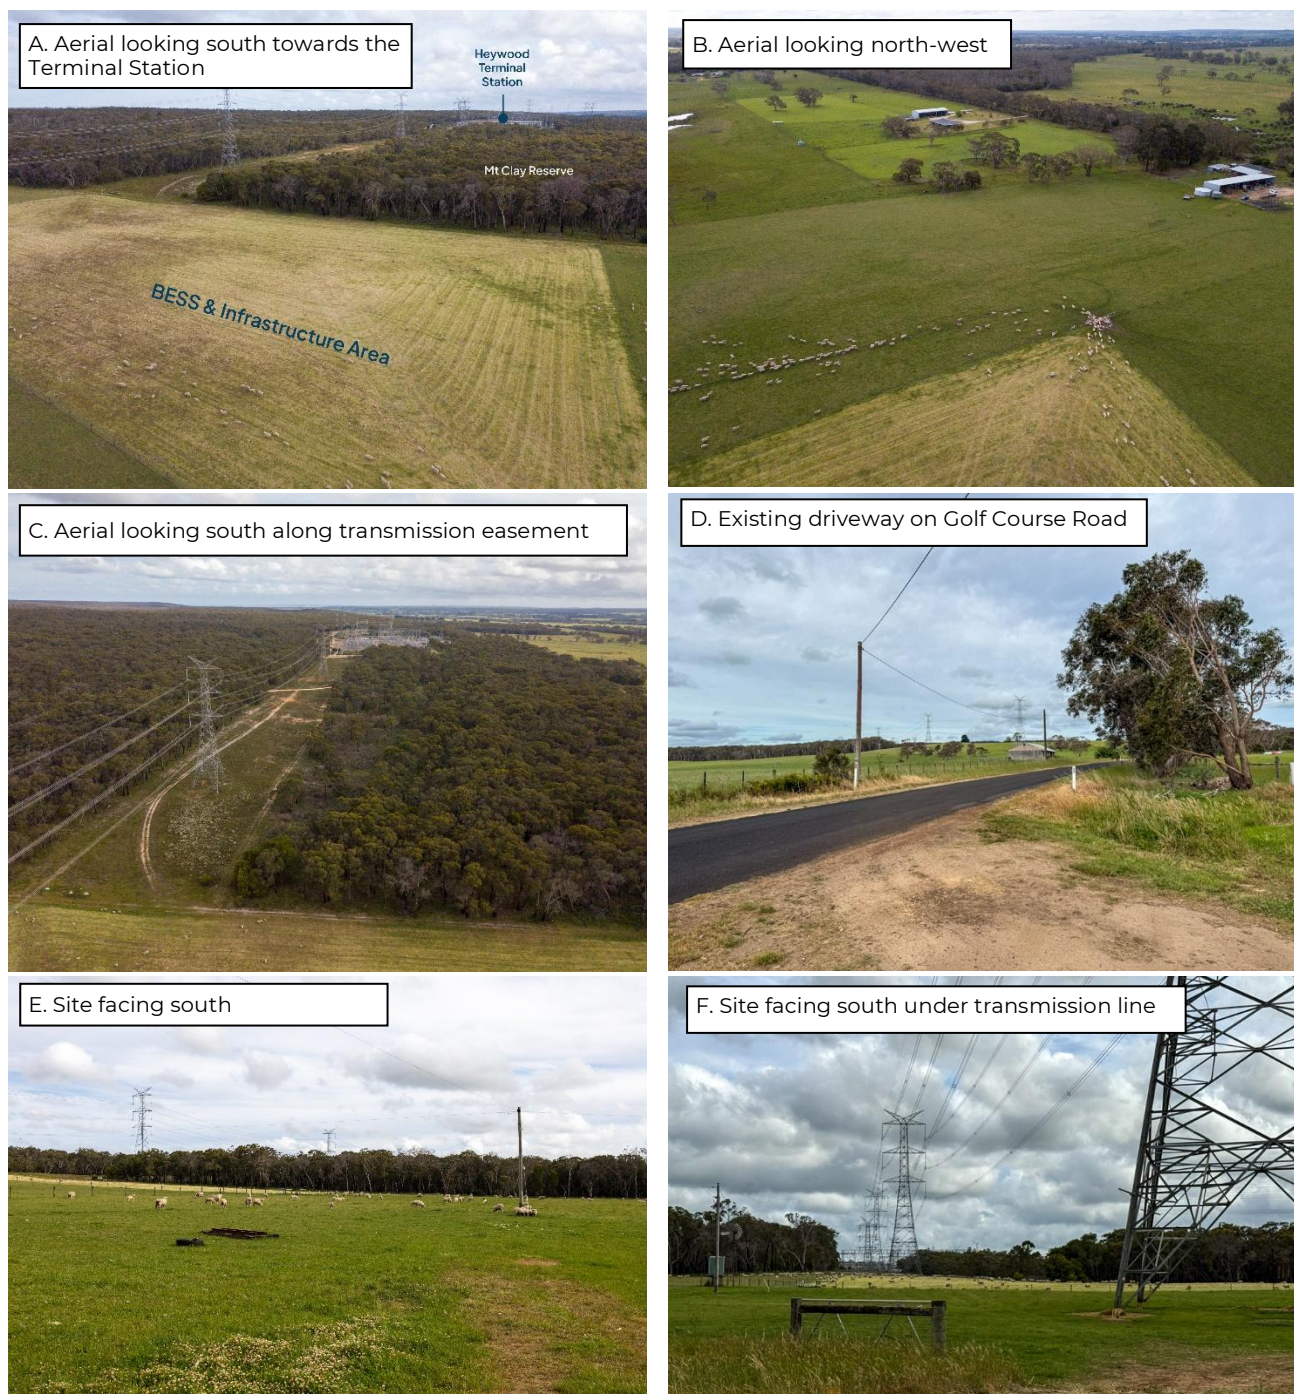 A. Aerial looking south towards the
Terminal Station
Heywood
Terminal
Station
Mt Clay Reserve
BESS & Infrastructure Area
B. Aerial looking north-west
C. Aerial looking south along transmission easement
D. Existing driveway on Golf Course Road
E. Site facing south
F. Site facing south under transmission line